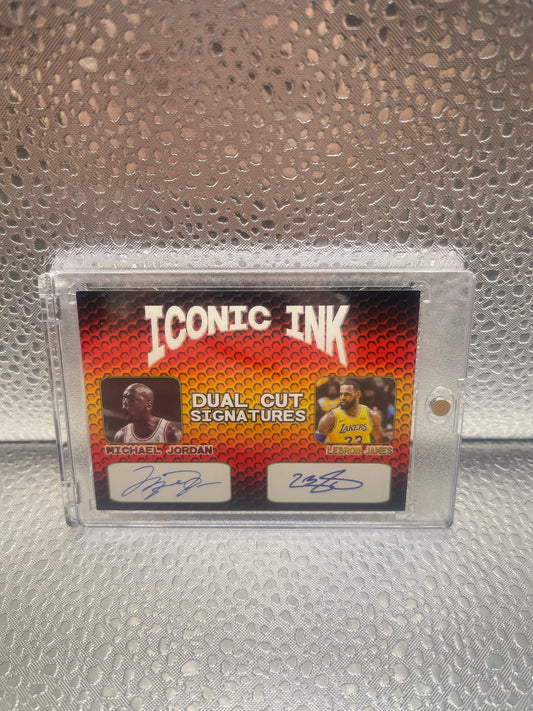 ICONIC INK
DUAL CUT
SIGNATURES
LAKERS
23
MICHAEL JORDAN
LEBRON JAMES